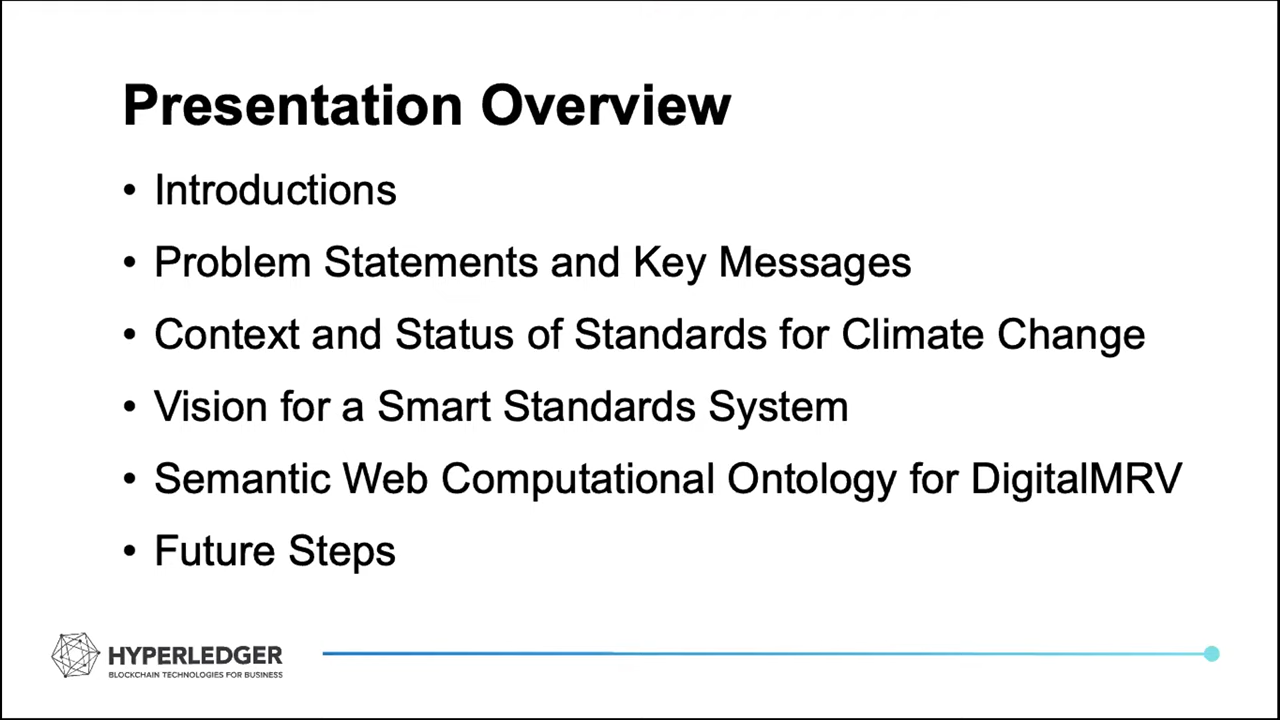 Presentation Overview
• Introductions
• Problem Statements and Key Messages
• Context and Status of Standards for Climate Change
• Vision for a Smart Standards System
• Semantic Web Computational Ontology for DigitalMRV
• Future Steps
HYPERLEDGER
BLOCKCHAIN TECHNOLOGIES FOR BUSINESS